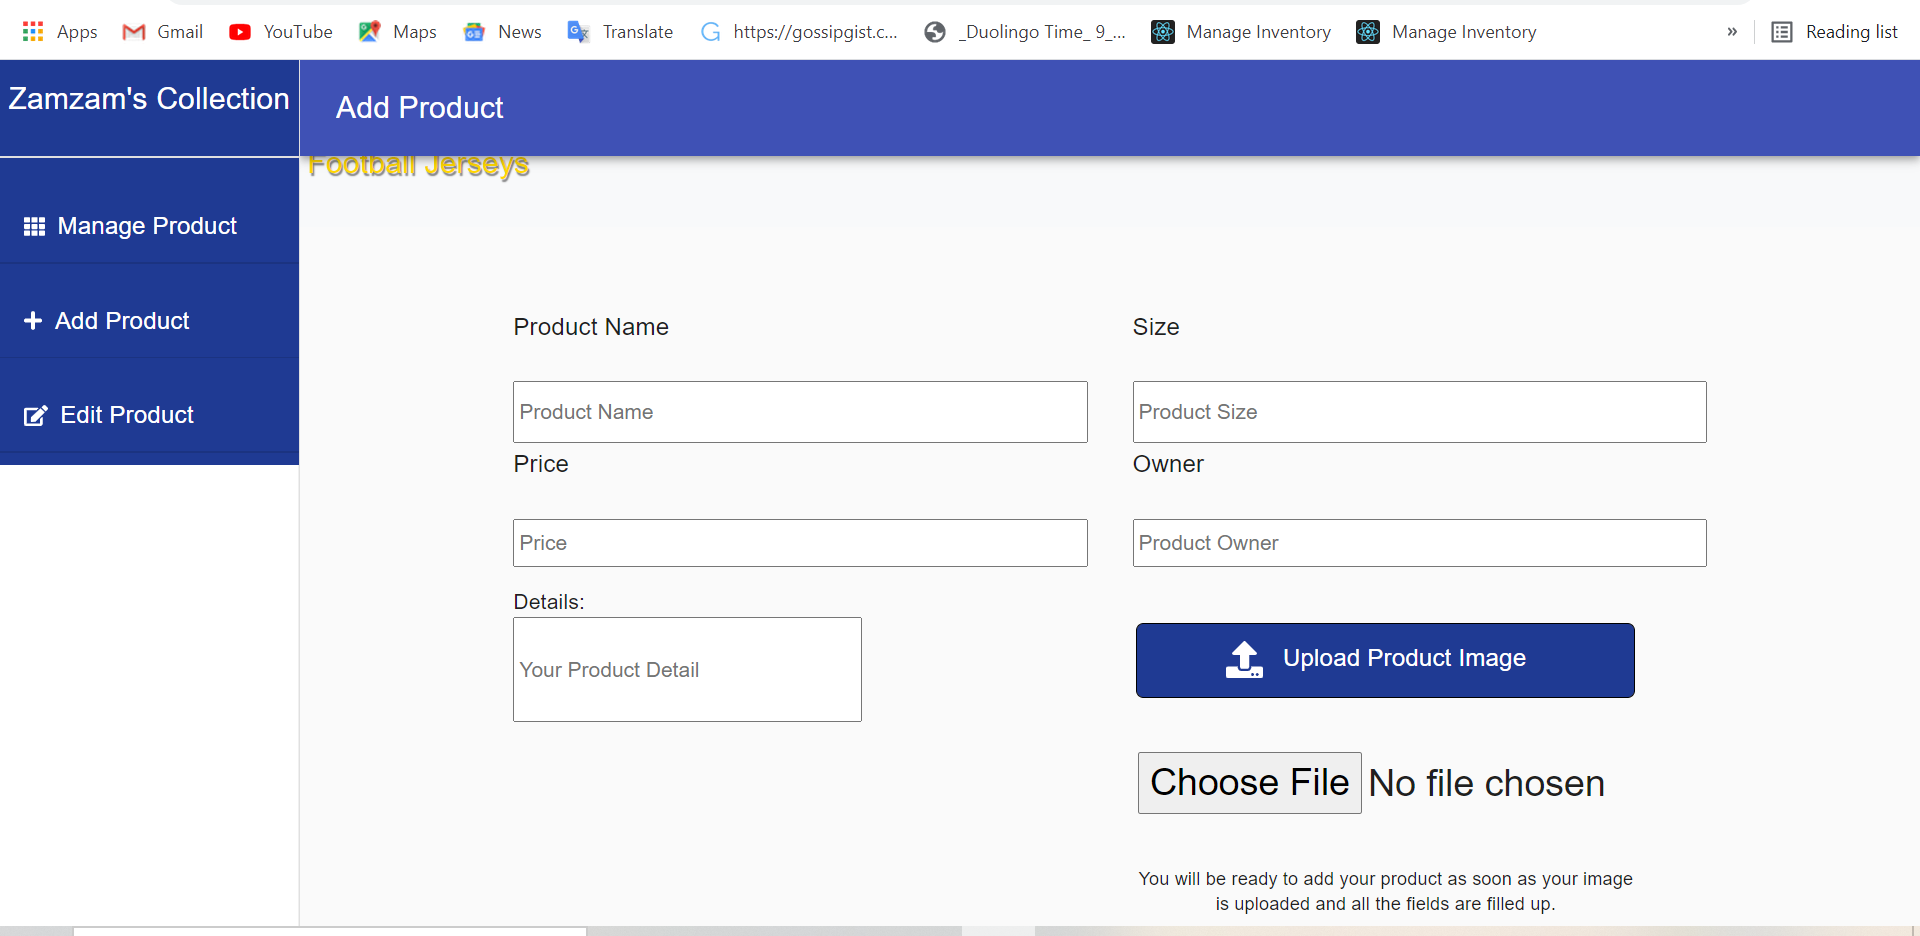 Apps Gmail YouTube Maps News Translate https://gossipgist.c... _Duolingo Time_ 9_... Manage Inventory Manage Inventory » Reading list
Zamzam's Collection
Add Product
Football Jerseys
Manage Product
Add Product
Edit Product
Product Name Size
Product Name Product Size
Price Owner
Price Product Owner
Details:
Your Product Detail
Upload Product Image
Choose File No file chosen
You will be ready to add your product as soon as your image
is uploaded and all the fields are filled up.